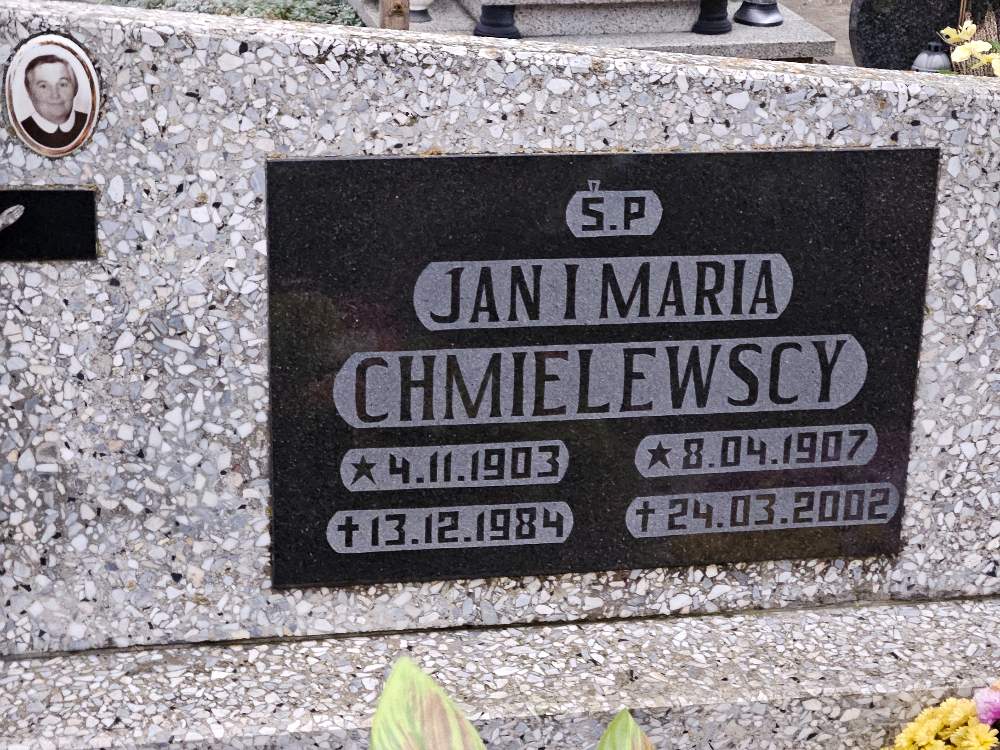 Ś.P
JAN I MARIA
CHMIELEWSCY
★4.11.1903 ★8.04.1907
✝13.12.1984 ✝24.03.2002